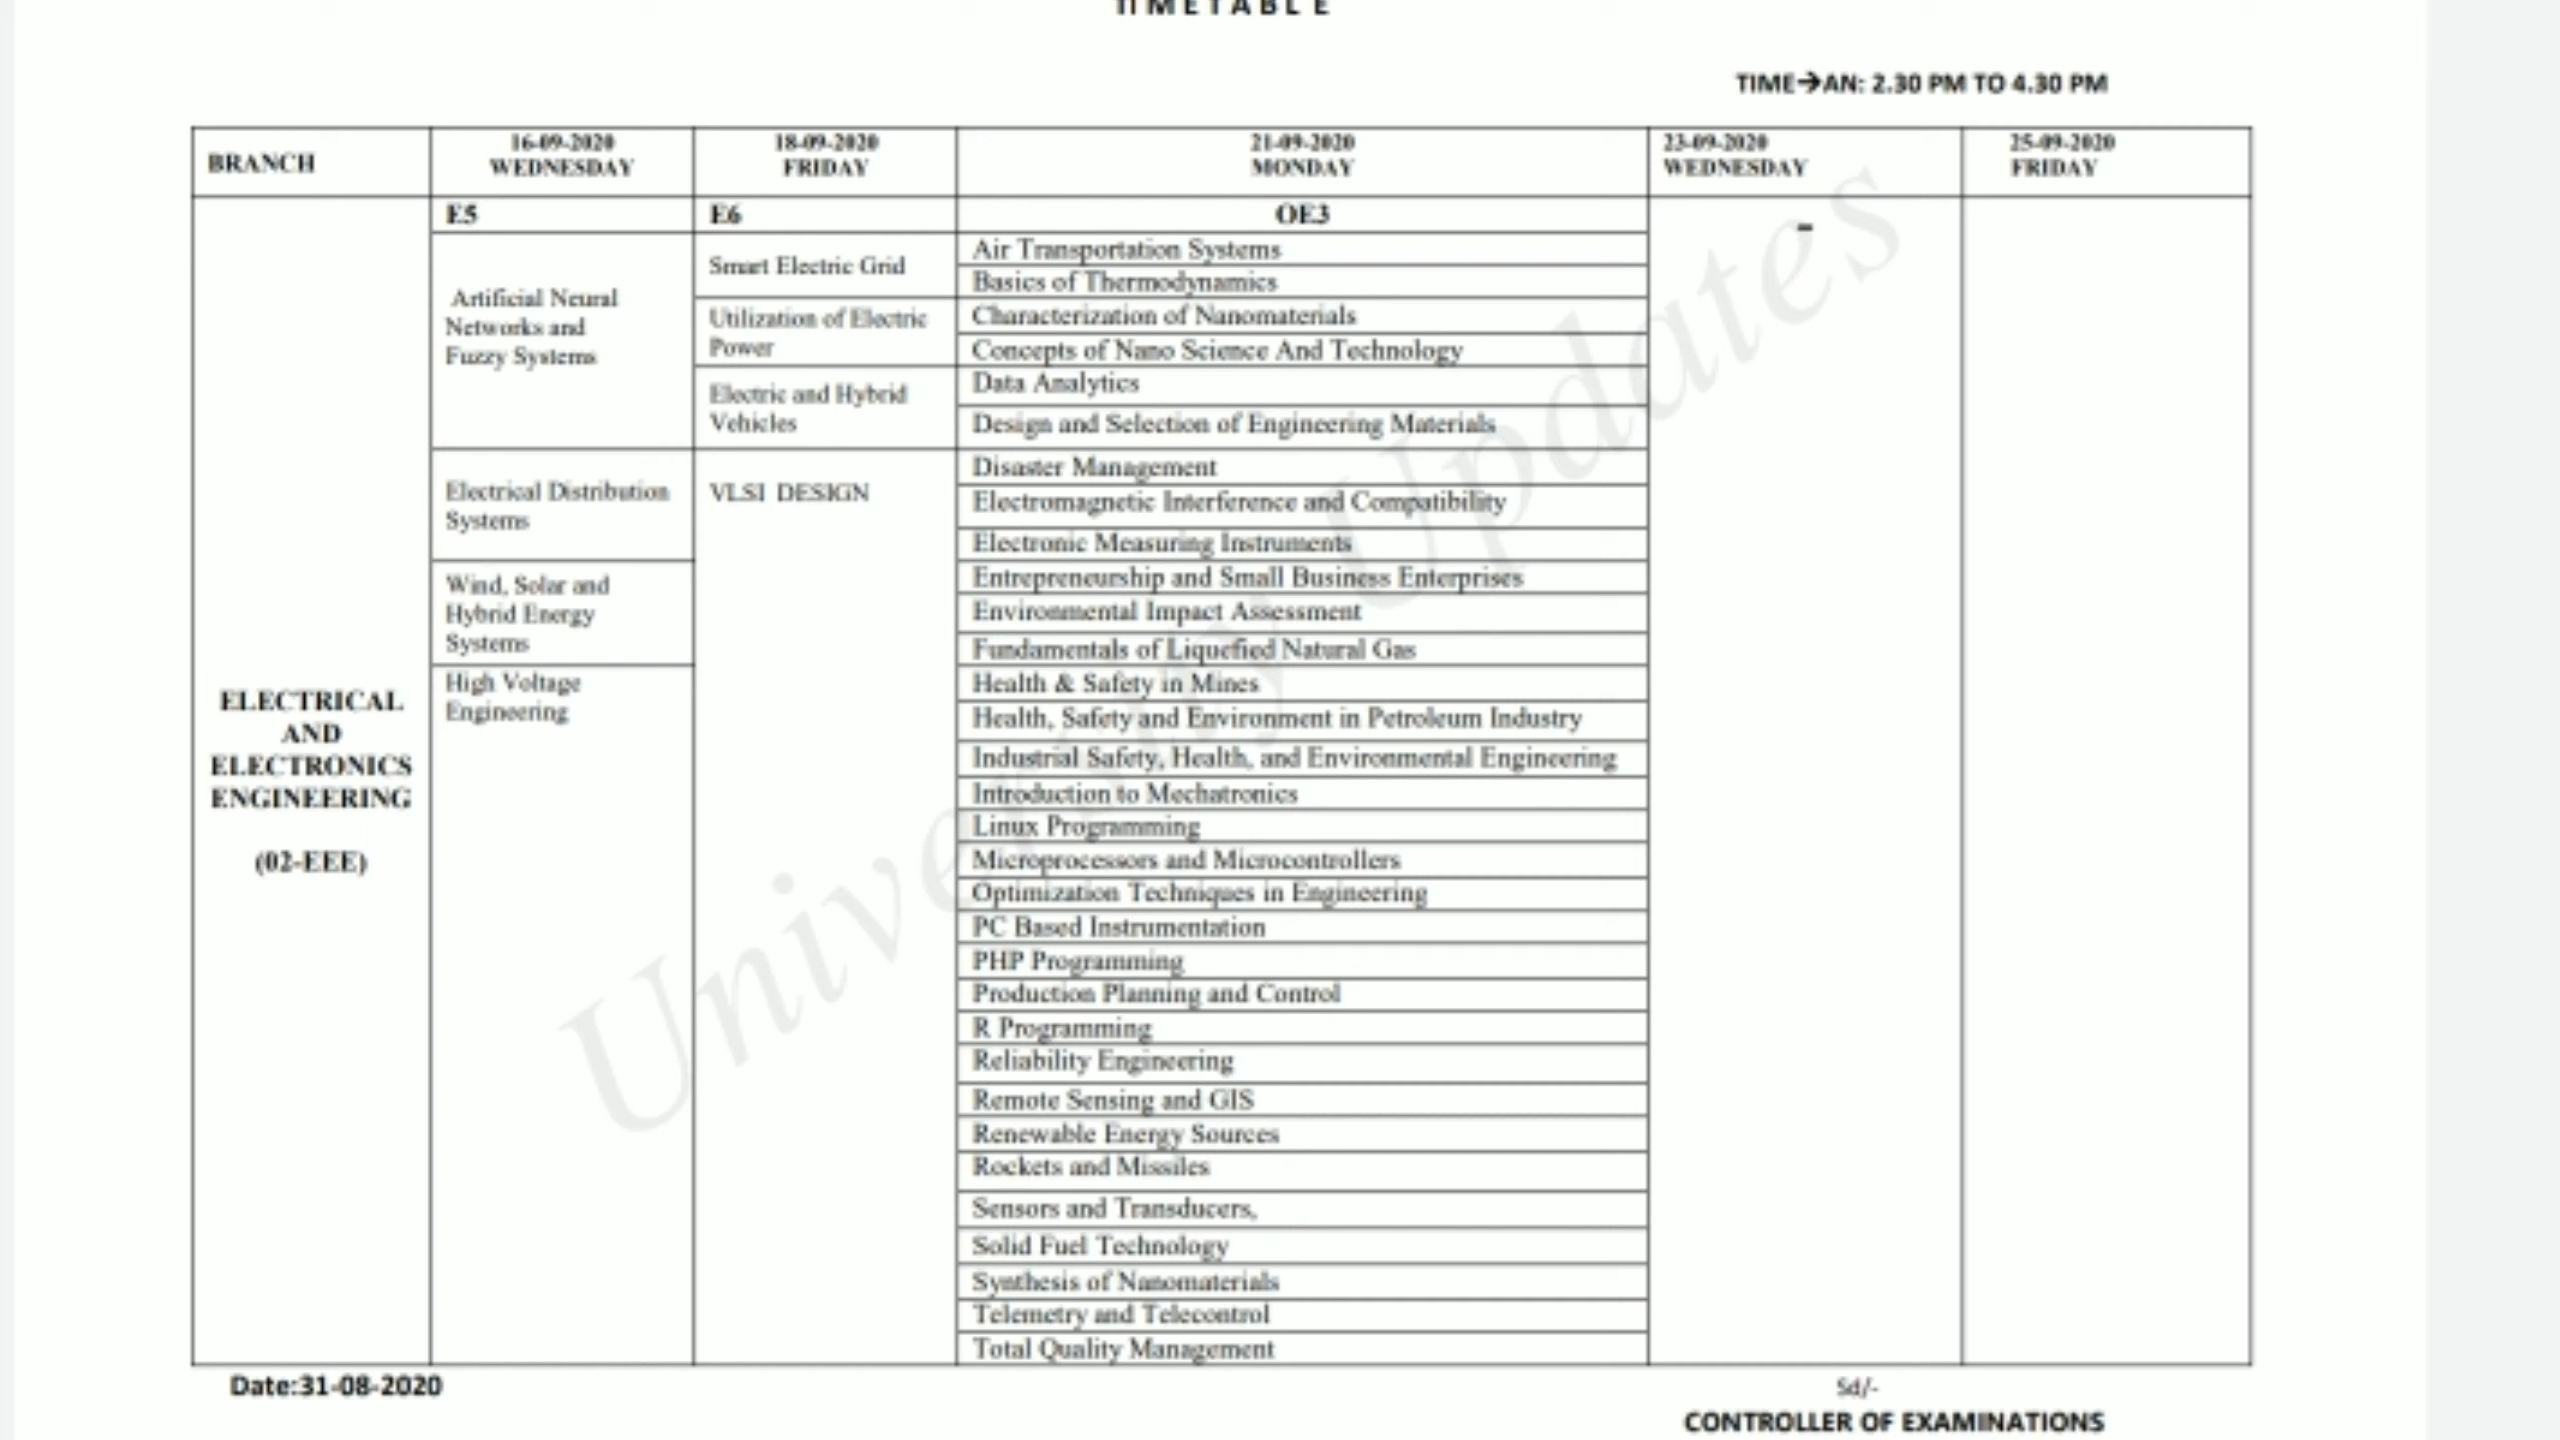 TIMETABLE
TIME→AN: 2.30 PM TO 4.30 PM
BRANCH
16-09-2020
WEDNESDAY
18-09-2020
FRIDAY
21-09-2020
MONDAY
23-09-2020
WEDNESDAY
25-09-2020
FRIDAY
ELECTRICAL
AND
ELECTRONICS
ENGINEERING
(02-EEE)
E5
Artificial Neural
Networks and
Fuzzy Systems
Electrical Distribution
Systems
Wind, Solar and
Hybrid Energy
Systems
High Voltage
Engineering
E6
Smart Electric Grid
Utilization of Electric
Power
Electric and Hybrid
Vehicles
VLSI DESIGN
OE3
Air Transportation Systems
Basics of Thermodynamics
Characterization of Nanomaterials
Concepts of Nano Science And Technology
Data Analytics
Design and Selection of Engineering Materials
Disaster Management
Electromagnetic Interference and Compatibility
Electronic Measuring Instruments
Entrepreneurship and Small Business Enterprises
Environmental Impact Assessment
Fundamentals of Liquefied Natural Gas
Health & Safety in Mines
Health, Safety and Environment in Petroleum Industry
Industrial Safety, Health, and Environmental Engineering
Introduction to Mechatronics
Linux Programming
Microprocessors and Microcontrollers
Optimization Techniques in Engineering
PC Based Instrumentation
PHP Programming
Production Planning and Control
R Programming
Reliability Engineering
Remote Sensing and GIS
Renewable Energy Sources
Rockets and Missiles
Sensors and Transducers,
Solid Fuel Technology
Synthesis of Nanomaterials
Telemetry and Telecontrol
Total Quality Management
-
University Updates
Date:31-08-2020
Sd/-
CONTROLLER OF EXAMINATIONS